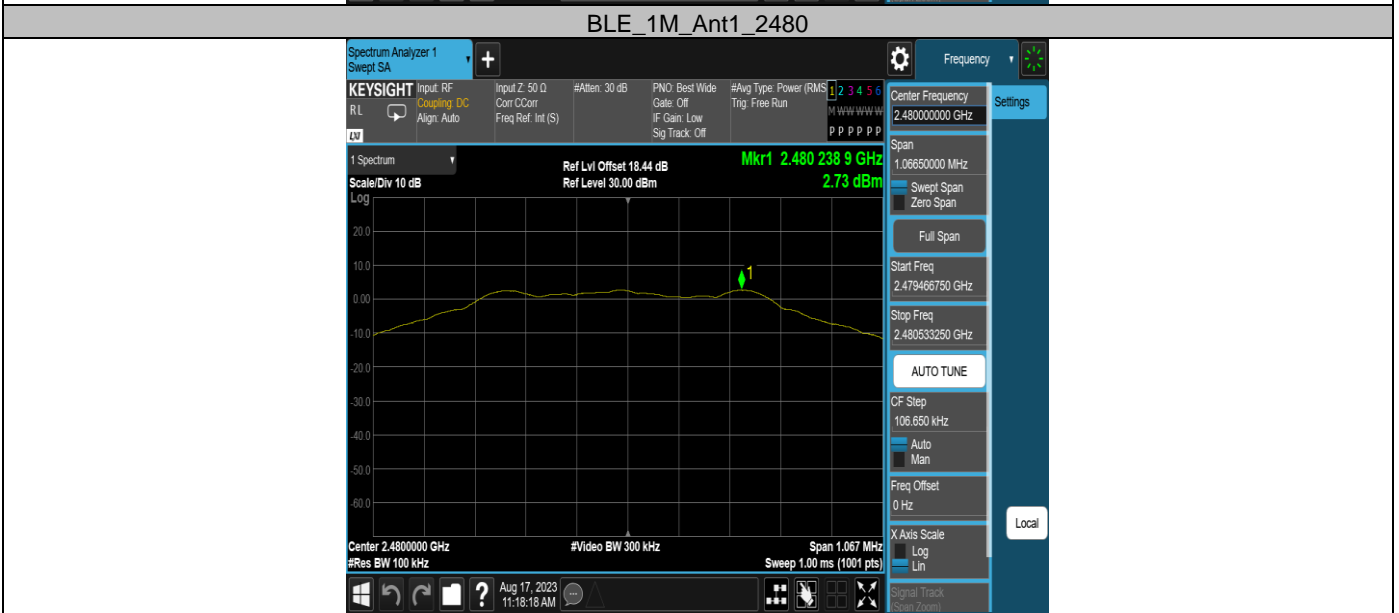 BLE_1M_Ant1_2480
Spectrum Analyzer 1
Swept SA
+
Frequency
KEYSIGHT
RL
LXI
Input: RF
Coupling: DC
Align: Auto
Input Z: 50 Ω
Corr CCorr
Freq Ref: Int (S)
#Atten: 30 dB
PNO: Best Wide
Gate: Off
IF Gain: Low
Sig Track: Off
#Avg Type: Power (RMS
Trig: Free Run
1 2 3 4 5 6
M W W W W W
P P P P P P
1 Spectrum
Scale/Div 10 dB
Ref Lvl Offset 18.44 dB
Ref Level 30.00 dBm
Mkr1 2.480 238 9 GHz
2.73 dBm
Log
20.0
10.0
0.00
-10.0
-20.0
-30.0
-40.0
-50.0
-60.0
1
Center 2.4800000 GHz
#Res BW 100 kHz
#Video BW 300 kHz
Span 1.067 MHz
Sweep 1.00 ms (1001 pts)
Center Frequency
2.480000000 GHz
Settings
Span
1.06650000 MHz
Swept Span
Zero Span
Full Span
Start Freq
2.479466750 GHz
Stop Freq
2.480533250 GHz
AUTO TUNE
CF Step
106.650 kHz
Auto
Man
Freq Offset
0 Hz
X Axis Scale
Log
Lin
Local
Signal Track
(Span Zoom)
?
Aug 17, 2023
11:18:18 AM